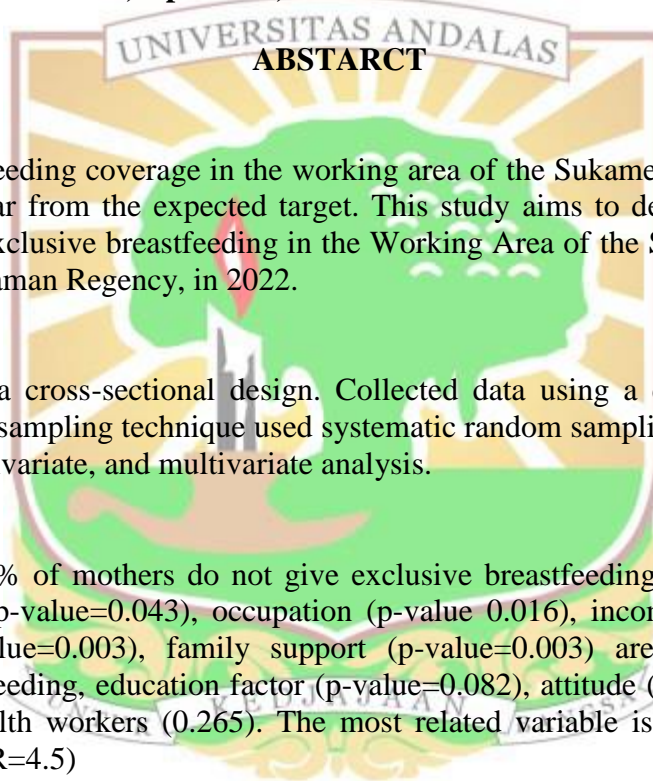 UNIVERSITAS ANDALAS
ABSTARCT
eeding coverage in the working area of the Sukame
ar from the expected target. This study aims to de
xclusive breastfeeding in the Working Area of the S
aman Regency, in 2022.
a cross-sectional design. Collected data using a
sampling technique used systematic random sampli
variate, and multivariate analysis.
% of mothers do not give exclusive breastfeeding
p-value=0.043), occupation (p-value 0.016), incor
lue=0.003), family support (p-value=0.003) are
eeding, education factor (p-value=0.082), attitude (
lth workers (0.265). The most related variable is
R=4.5)